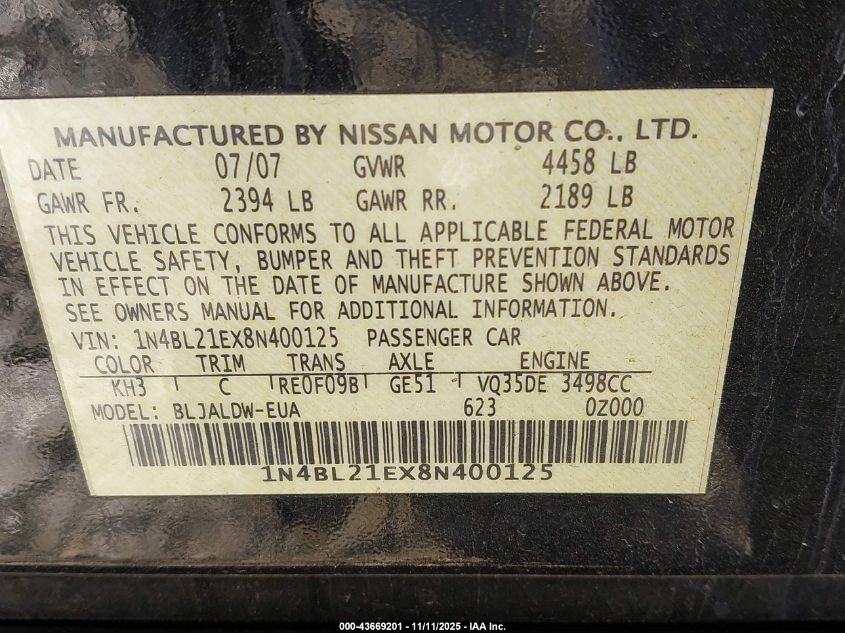 MANUFACTURED BY NISSAN MOTOR CO., LTD.
DATE 07/07 GVWR 4458 LB
GAWR FR. 2394 LB GAWR RR. 2189 LB
THIS VEHICLE CONFORMS TO ALL APPLICABLE FEDERAL MOTOR
VEHICLE SAFETY, BUMPER AND THEFT PREVENTION STANDARDS
IN EFFECT ON THE DATE OF MANUFACTURE SHOWN ABOVE.
SEE OWNERS MANUAL FOR ADDITIONAL INFORMATION.
VIN: 1N4BL21EX8N400125 PASSENGER CAR
COLOR TRIM TRANS AXLE ENGINE
KH3 C RE0F09B GE51 VQ35DE 3498CC
MODEL: BLJALDW-EUA 623 0Z000
1N4BL21EX8N400125
000-43669201 - 11/11/2025 - IAA Inc.